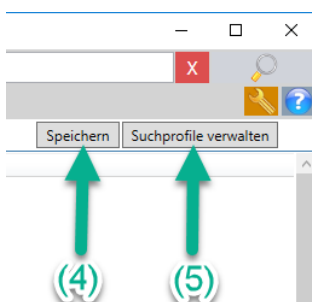 X
?
Speichern Suchprofile verwalten
(4) (5)